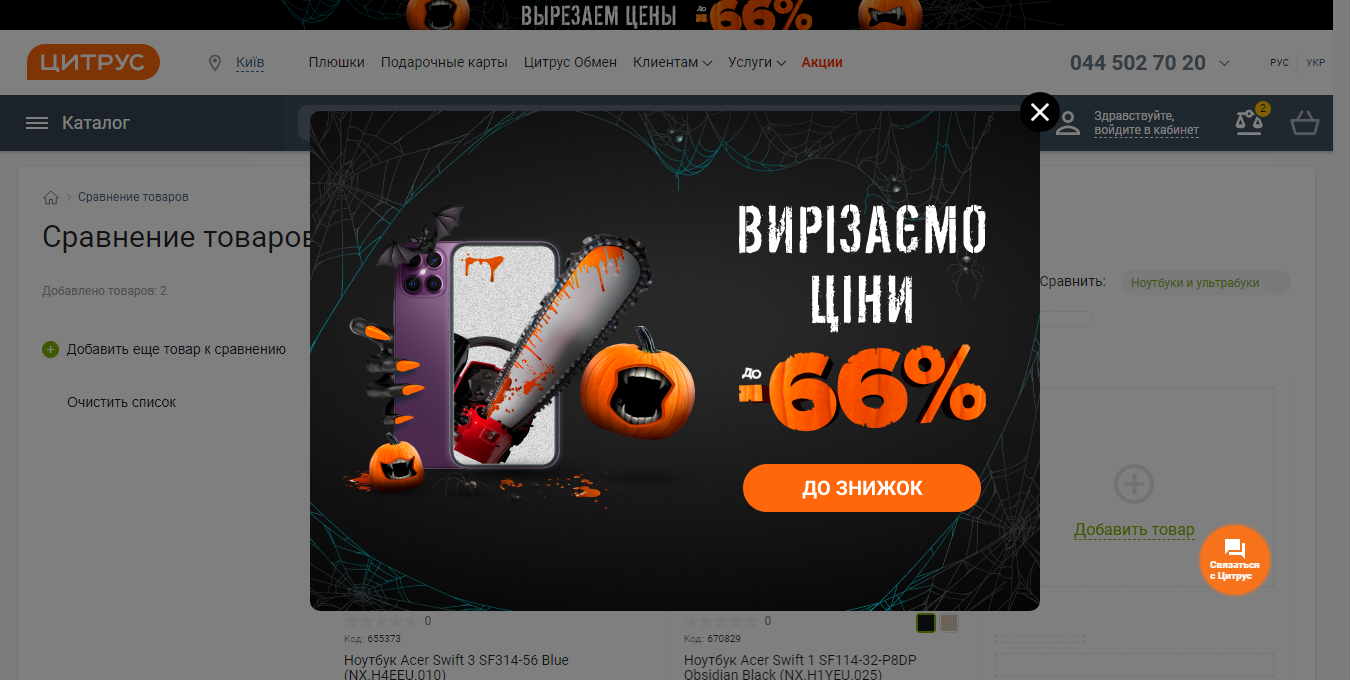 ВЫРЕЗАЕМ ЦЕНЫ ДО -66%
ЦИТРУС
Київ
Плюшки
Подарочные карты
Цитрус Обмен
Клиентам
Услуги
Акции
044 502 70 20
РУС
УКР
Каталог
Здравствуйте,
войдите в кабинет
2
Сравнение товаров
Сравнение товаров
Добавлено товаров: 2
Сравнить:
Ноутбуки и ультрабуки
Добавить еще товар к сравнению
Очистить список
ВИРІЗАЄМО
ЦІНИ
ДО -66%
ДО ЗНИЖОК
Добавить товар
Связаться
с Цитрус
0
Код: 655373
Ноутбук Acer Swift 3 SF314-56 Blue
(NX.H4EEU.010)
0
Код: 670829
Ноутбук Acer Swift 1 SF114-32-P8DP
Obsidian Black (NX.H1YEU.025)